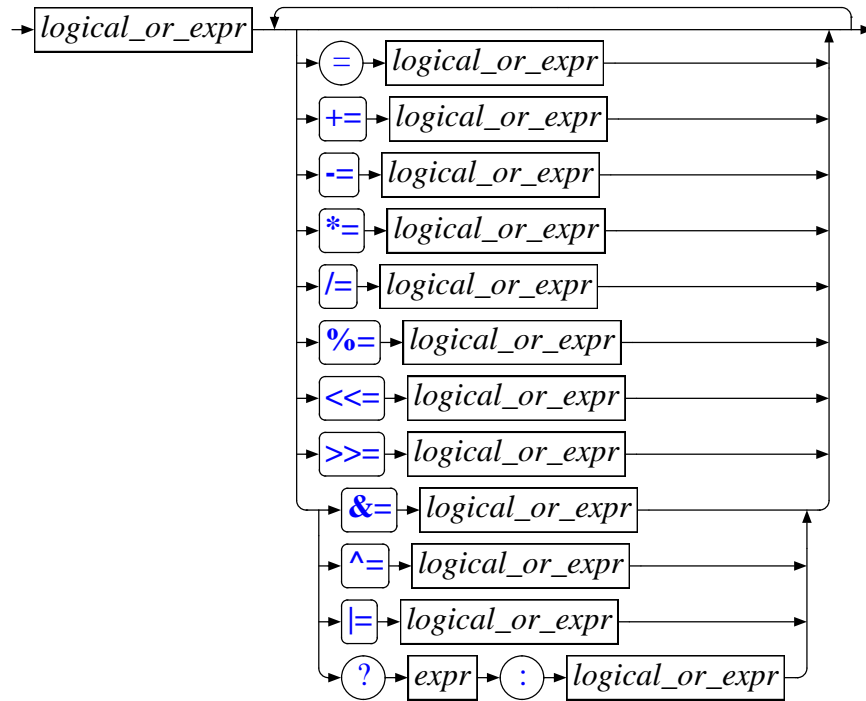 logical_or_expr
= logical_or_expr
+= logical_or_expr
-= logical_or_expr
*= logical_or_expr
/= logical_or_expr
%= logical_or_expr
<<= logical_or_expr
>>= logical_or_expr
&= logical_or_expr
^= logical_or_expr
|= logical_or_expr
? expr : logical_or_expr